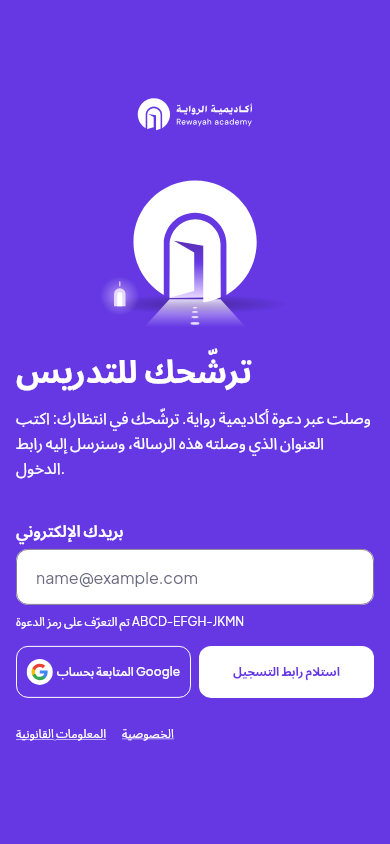 أكاديمية الرواية
Rewayah academy
ترشّحك للتدريس
وصلت عبر دعوة أكاديمية رواية. ترشّحك في انتظارك: اكتب
العنوان الذي وصلته هذه الرسالة، وسنرسل إليه رابط
الدخول.
بريدك الإلكتروني
name@example.com
تم التعرّف على رمز الدعوة ABCD-EFGH-JKMN
المتابعة بحساب Google
استلام رابط التسجيل
المعلومات القانونية
الخصوصية